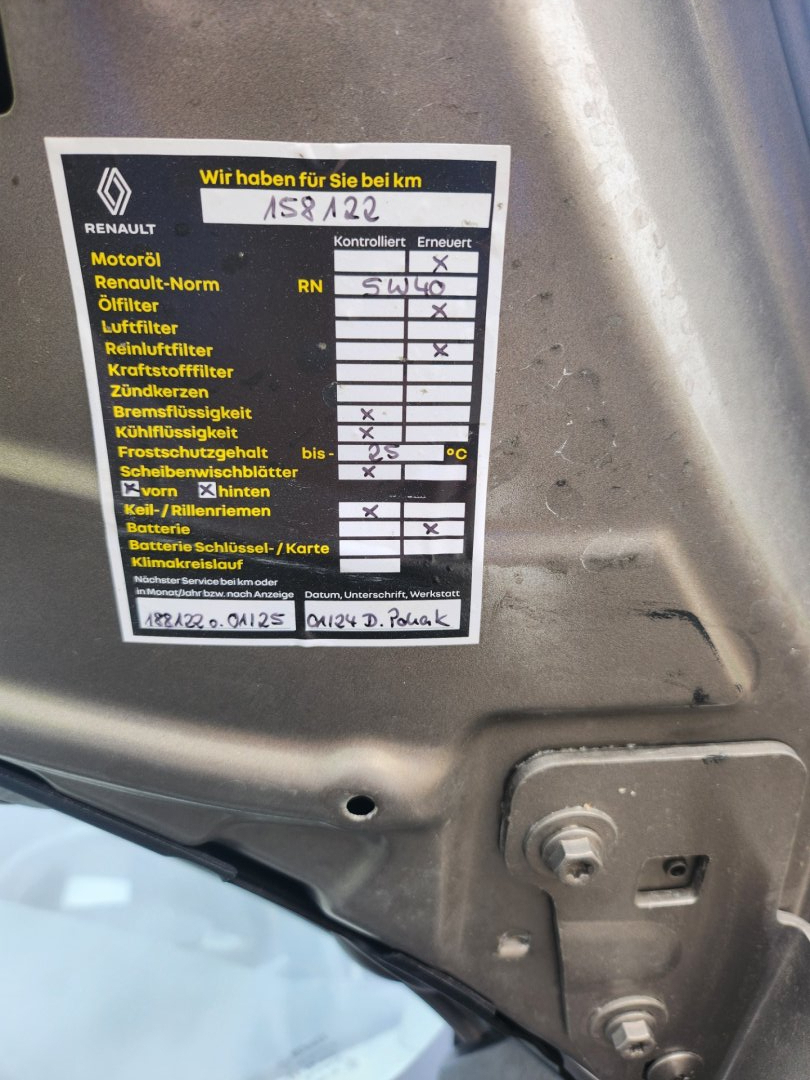 Wir haben für Sie bei km
RENAULT
158122
Kontrolliert Erneuert
Motoröl x
Renault-Norm RN 5W40
Ölfilter x
Luftfilter
Reinluftfilter x
Kraftstofffilter
Zündkerzen
Bremsflüssigkeit x
Kühlflüssigkeit x
Frostschutzgehalt bis - 25 °C
Scheibenwischblätter x
x vorn x hinten
Keil-/ Rillenriemen x
Batterie x
Batterie Schlüssel-/ Karte
Klimakreislauf
Nächster Service bei km oder
in Monat/Jahr bzw. nach Anzeige Datum, Unterschrift, Werkstatt
188122 o. 01/25 01/24 D.